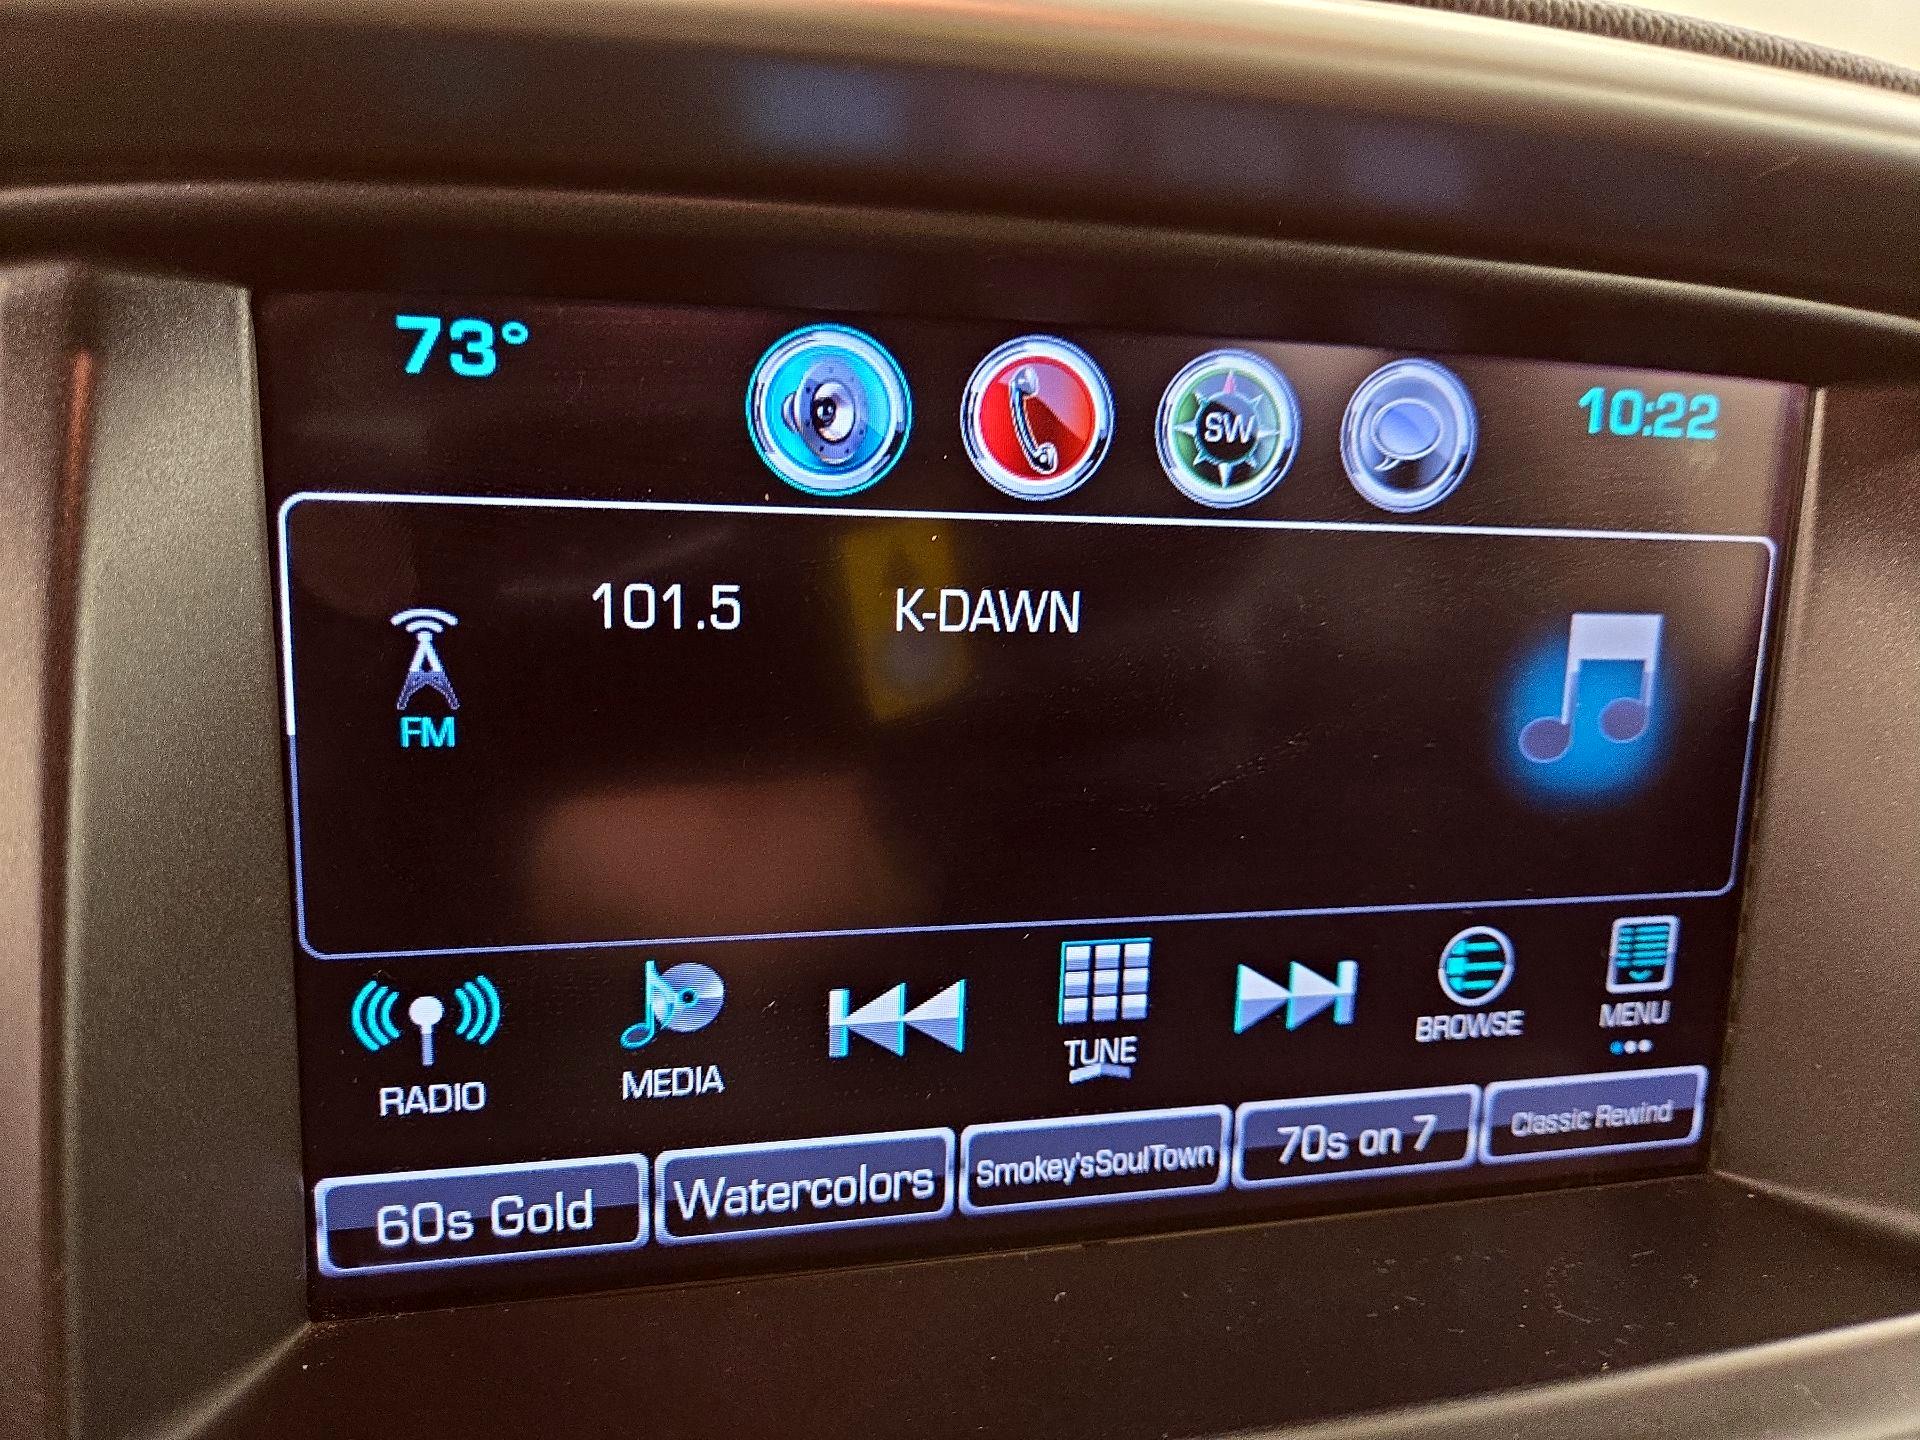 73°
SW
10:22
101.5 K-DAWN
FM
RADIO
MEDIA
TUNE
BROWSE
MENU
60s Gold
Watercolors
Smokey'sSoulTown
70s on 7
Classic Rewind